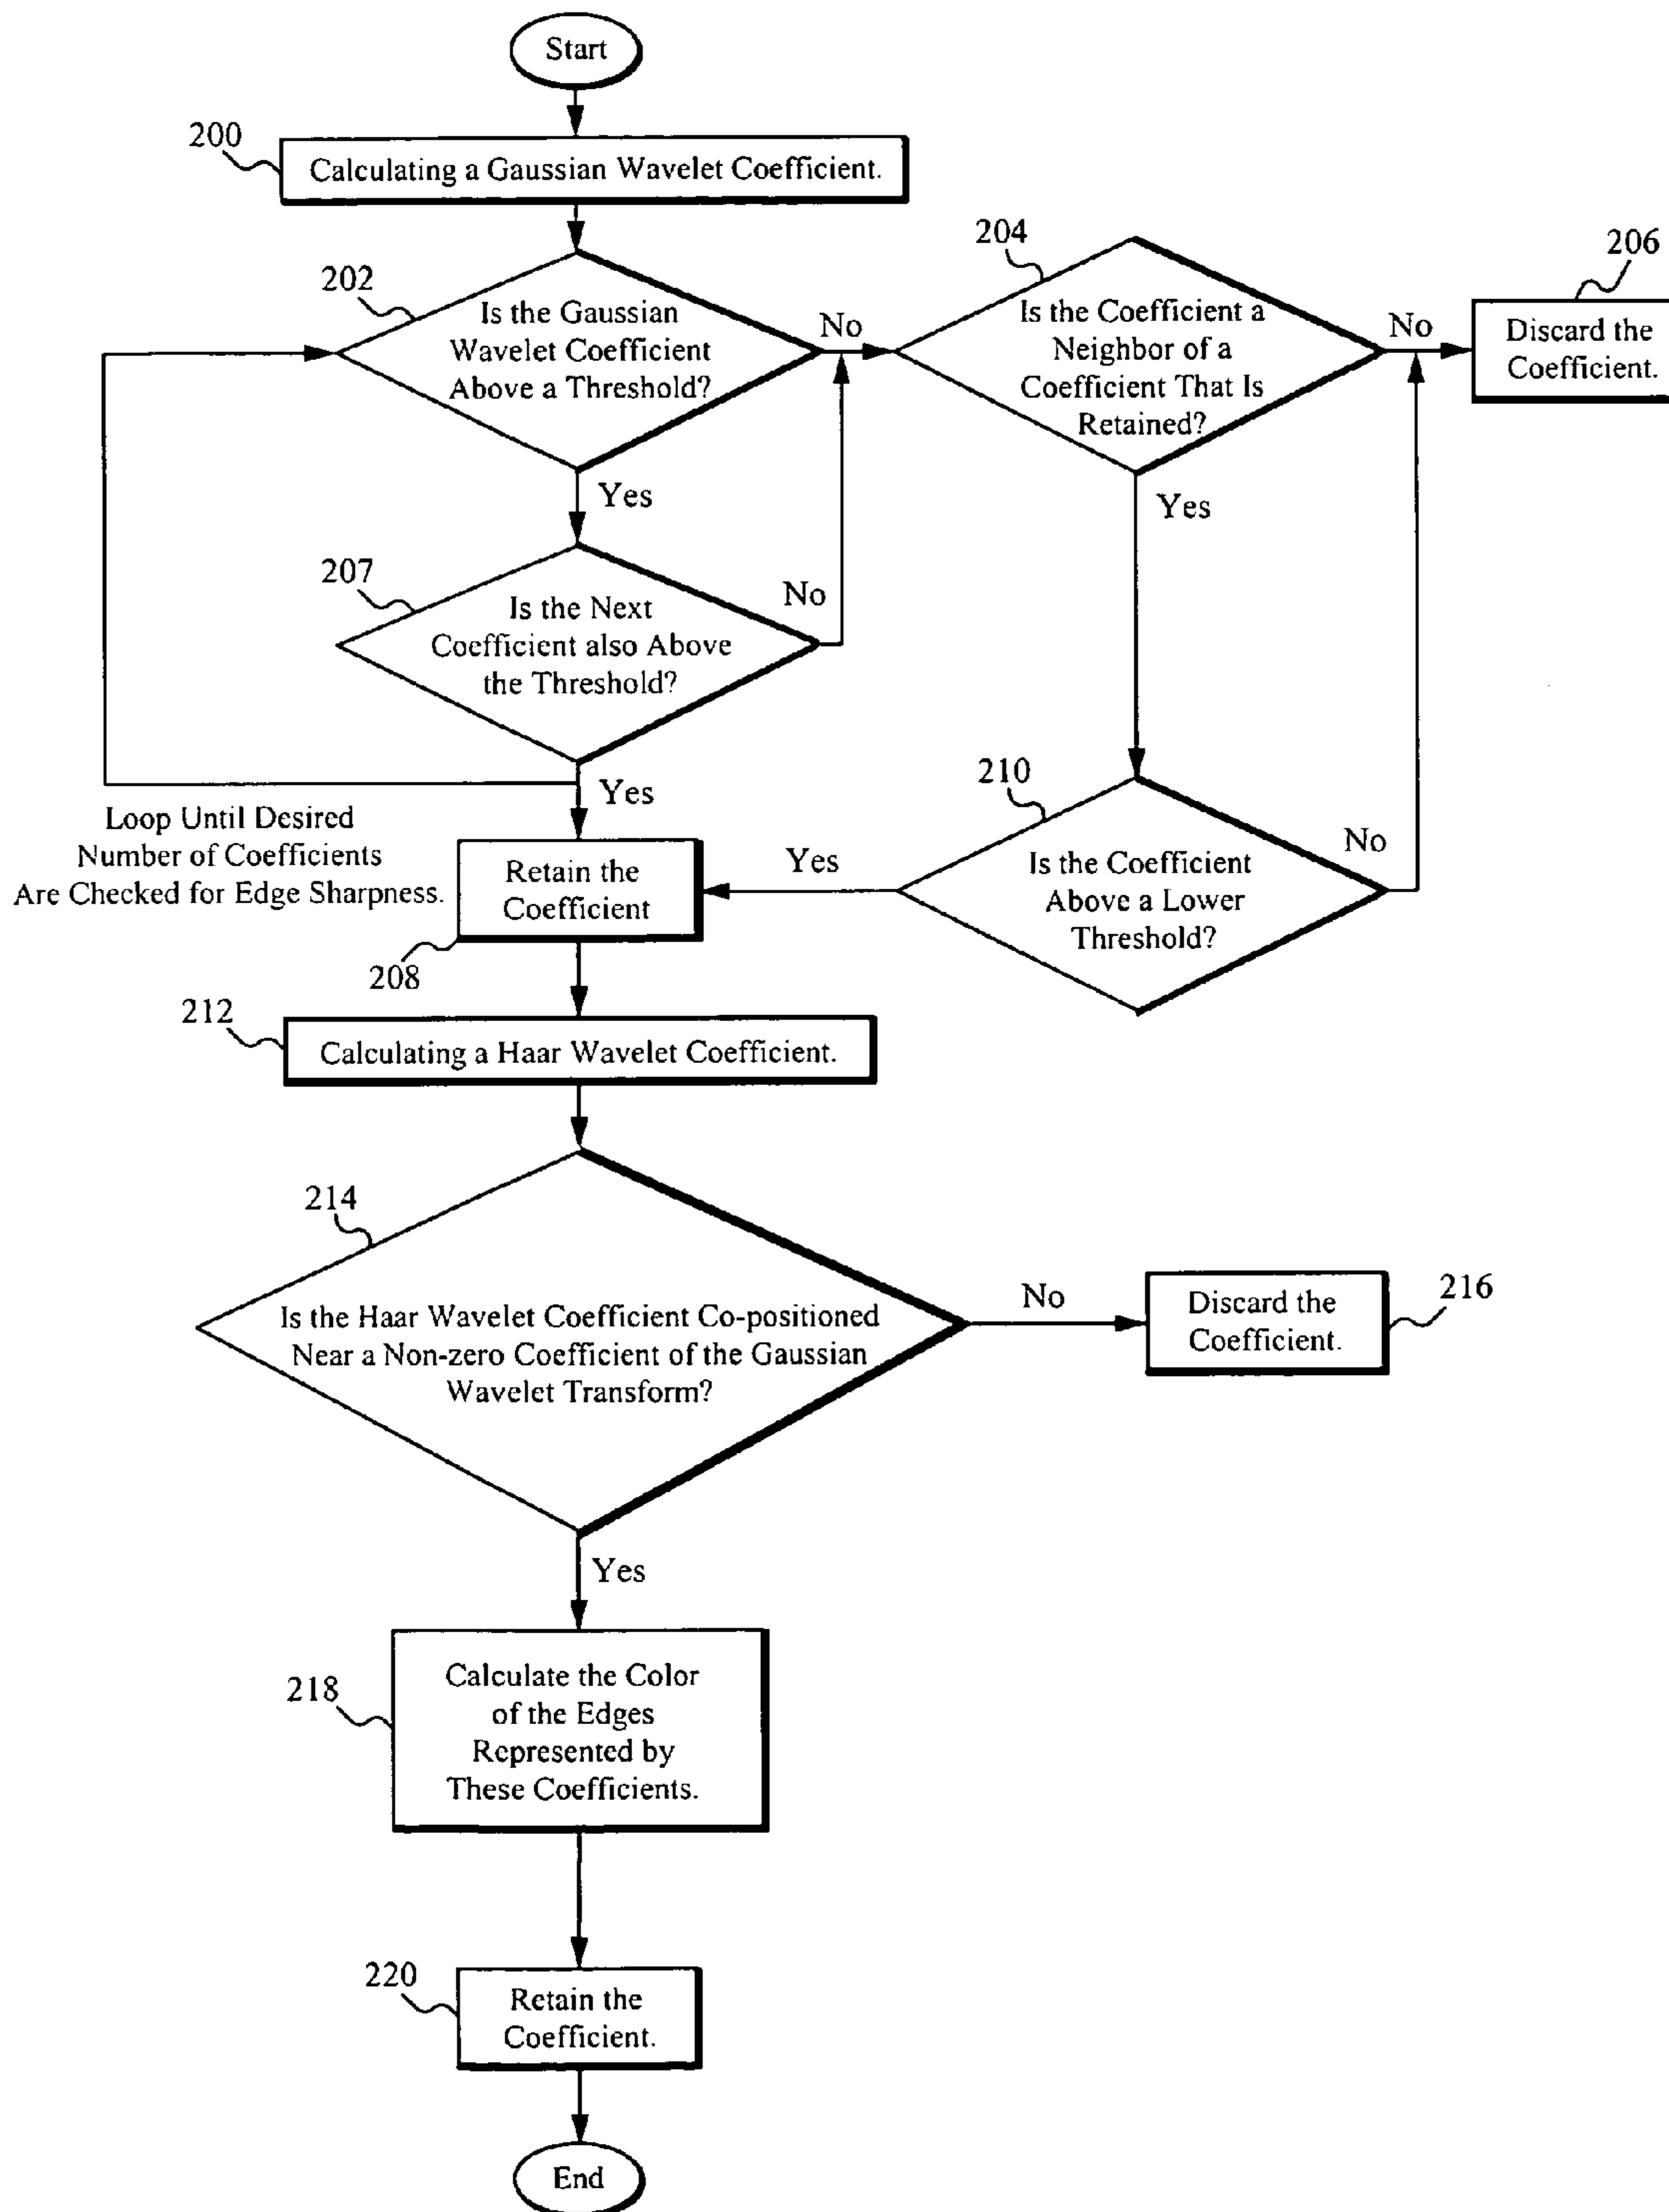 Start
200
Calculating a Gaussian Wavelet Coefficient.
202
Is the Gaussian
Wavelet Coefficient
Above a Threshold?
No
204
Is the Coefficient a
Neighbor of a
Coefficient That Is
Retained?
No
206
Discard the
Coefficient.
Yes
Yes
207
Is the Next
Coefficient also Above
the Threshold?
No
Yes
Loop Until Desired
Number of Coefficients
Are Checked for Edge Sharpness.
Retain the
Coefficient
208
Yes
210
Is the Coefficient
Above a Lower
Threshold?
No
212
Calculating a Haar Wavelet Coefficient.
214
Is the Haar Wavelet Coefficient Co-positioned
Near a Non-zero Coefficient of the Gaussian
Wavelet Transform?
No
Discard the
Coefficient.
216
Yes
218
Calculate the Color
of the Edges
Represented by
These Coefficients.
220
Retain the
Coefficient.
End